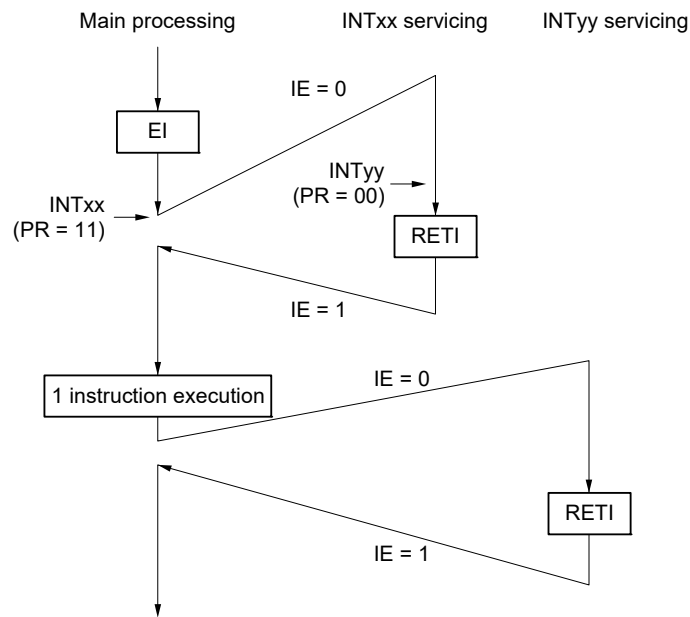 Main processing
INTxx servicing
INTyy servicing
IE = 0
EI
INTyy
(PR = 00)
INTxx
(PR = 11)
RETI
IE = 1
IE = 0
1 instruction execution
RETI
IE = 1